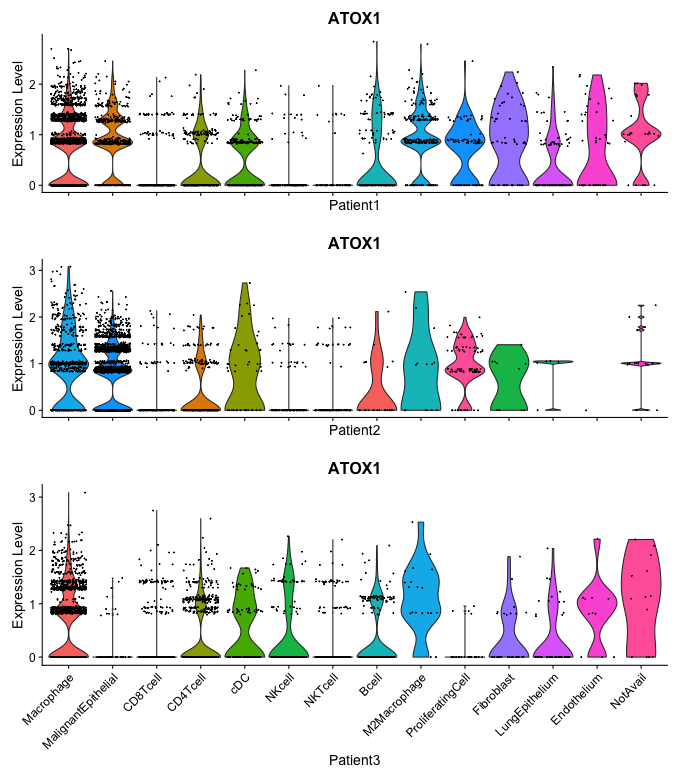 ATOX1
Expression Level
2
1
0
Patient1
ATOX1
Expression Level
3
2
1
0
Patient2
ATOX1
Expression Level
3
2
1
0
Macrophage
MalignantEpithelial
CD8Tcell
CD4Tcell
cDC
NKcell
NKTcell
Bcell
M2Macrophage
ProliferatingCell
Fibroblast
LungEpithelium
Endothelium
NotAvail
Patient3